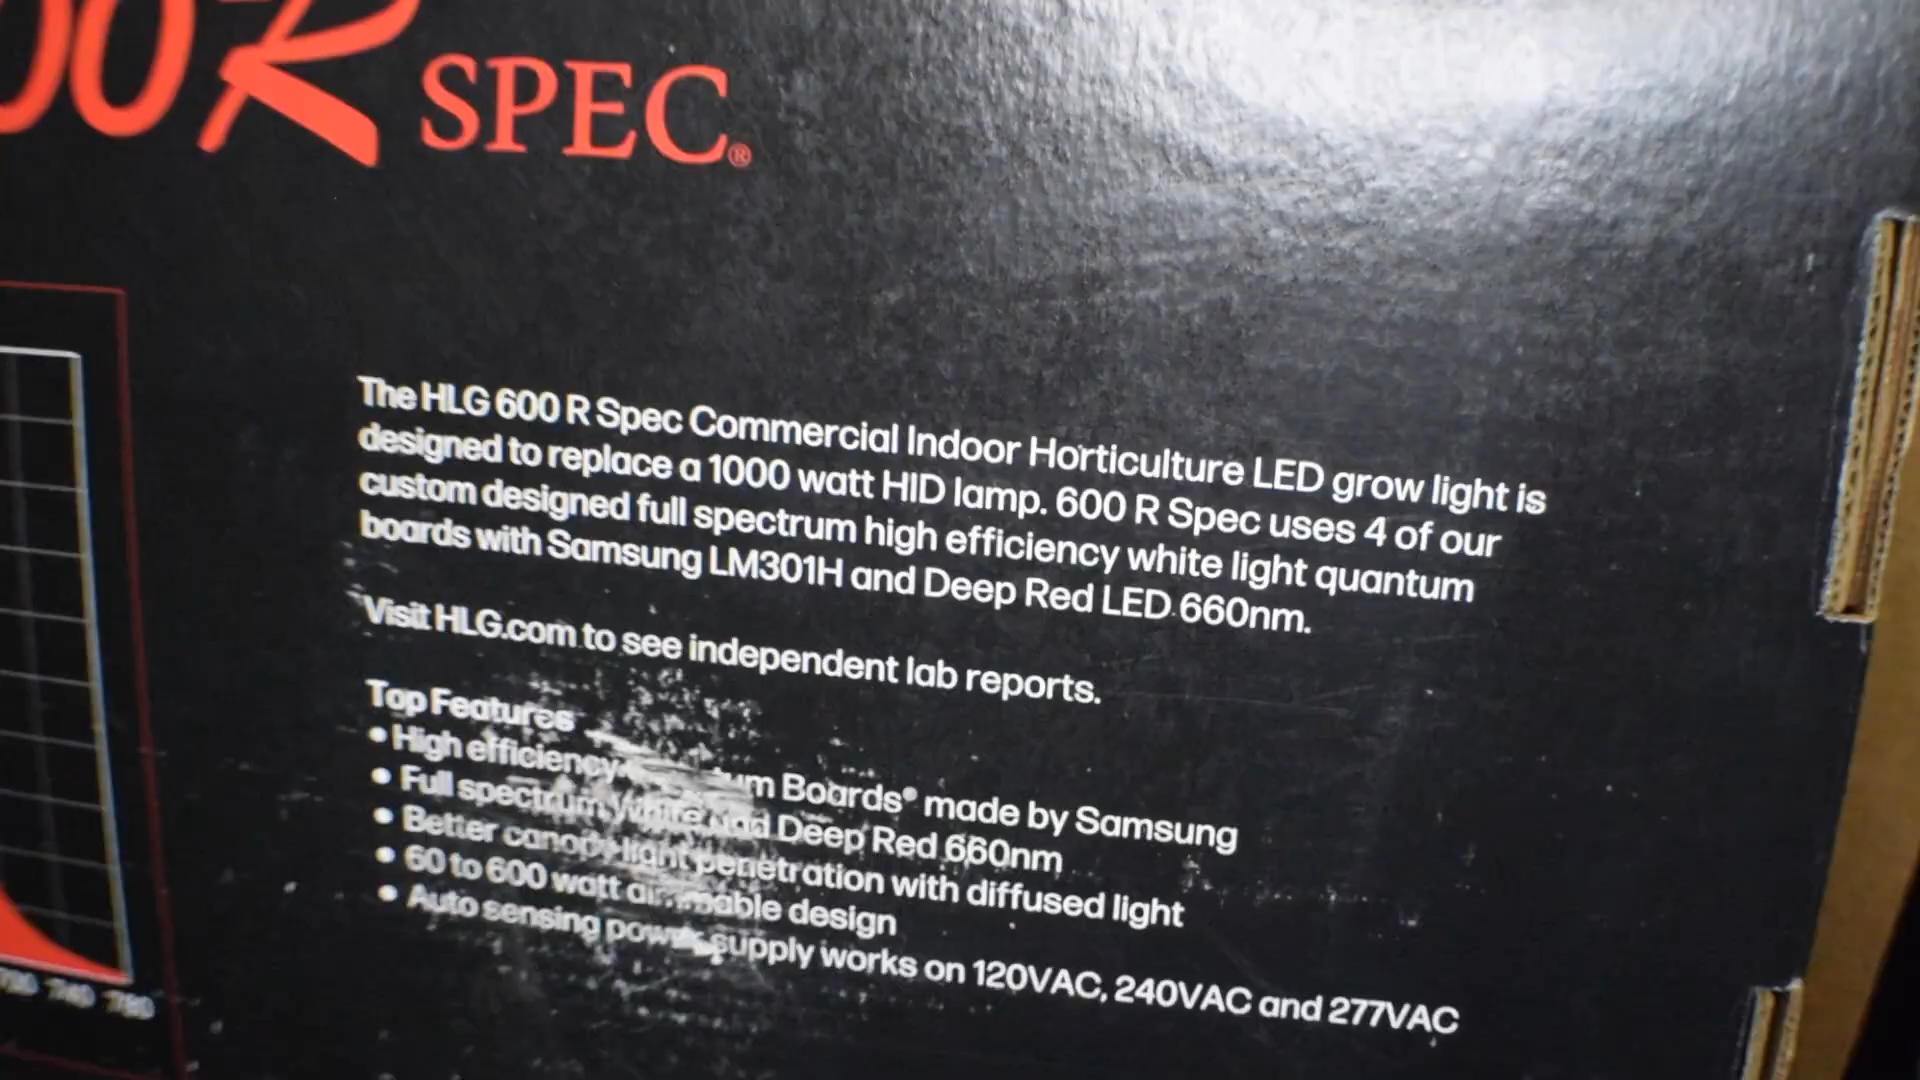 00R SPEC®
The HLG 600 R Spec Commercial Indoor Horticulture LED grow light is
designed to replace a 1000 watt HID lamp. 600 R Spec uses 4 of our
custom designed full spectrum high efficiency white light quantum
boards with Samsung LM301H and Deep Red LED 660nm.
Visit HLG.com to see independent lab reports.
Top Features
• High efficiency Boards® made by Samsung
• Full spectrum White and Deep Red 660nm
• Better canopy light penetration with diffused light
• 60 to 600 watt dimmable design
• Auto sensing power supply works on 120VAC, 240VAC and 277VAC
740 780